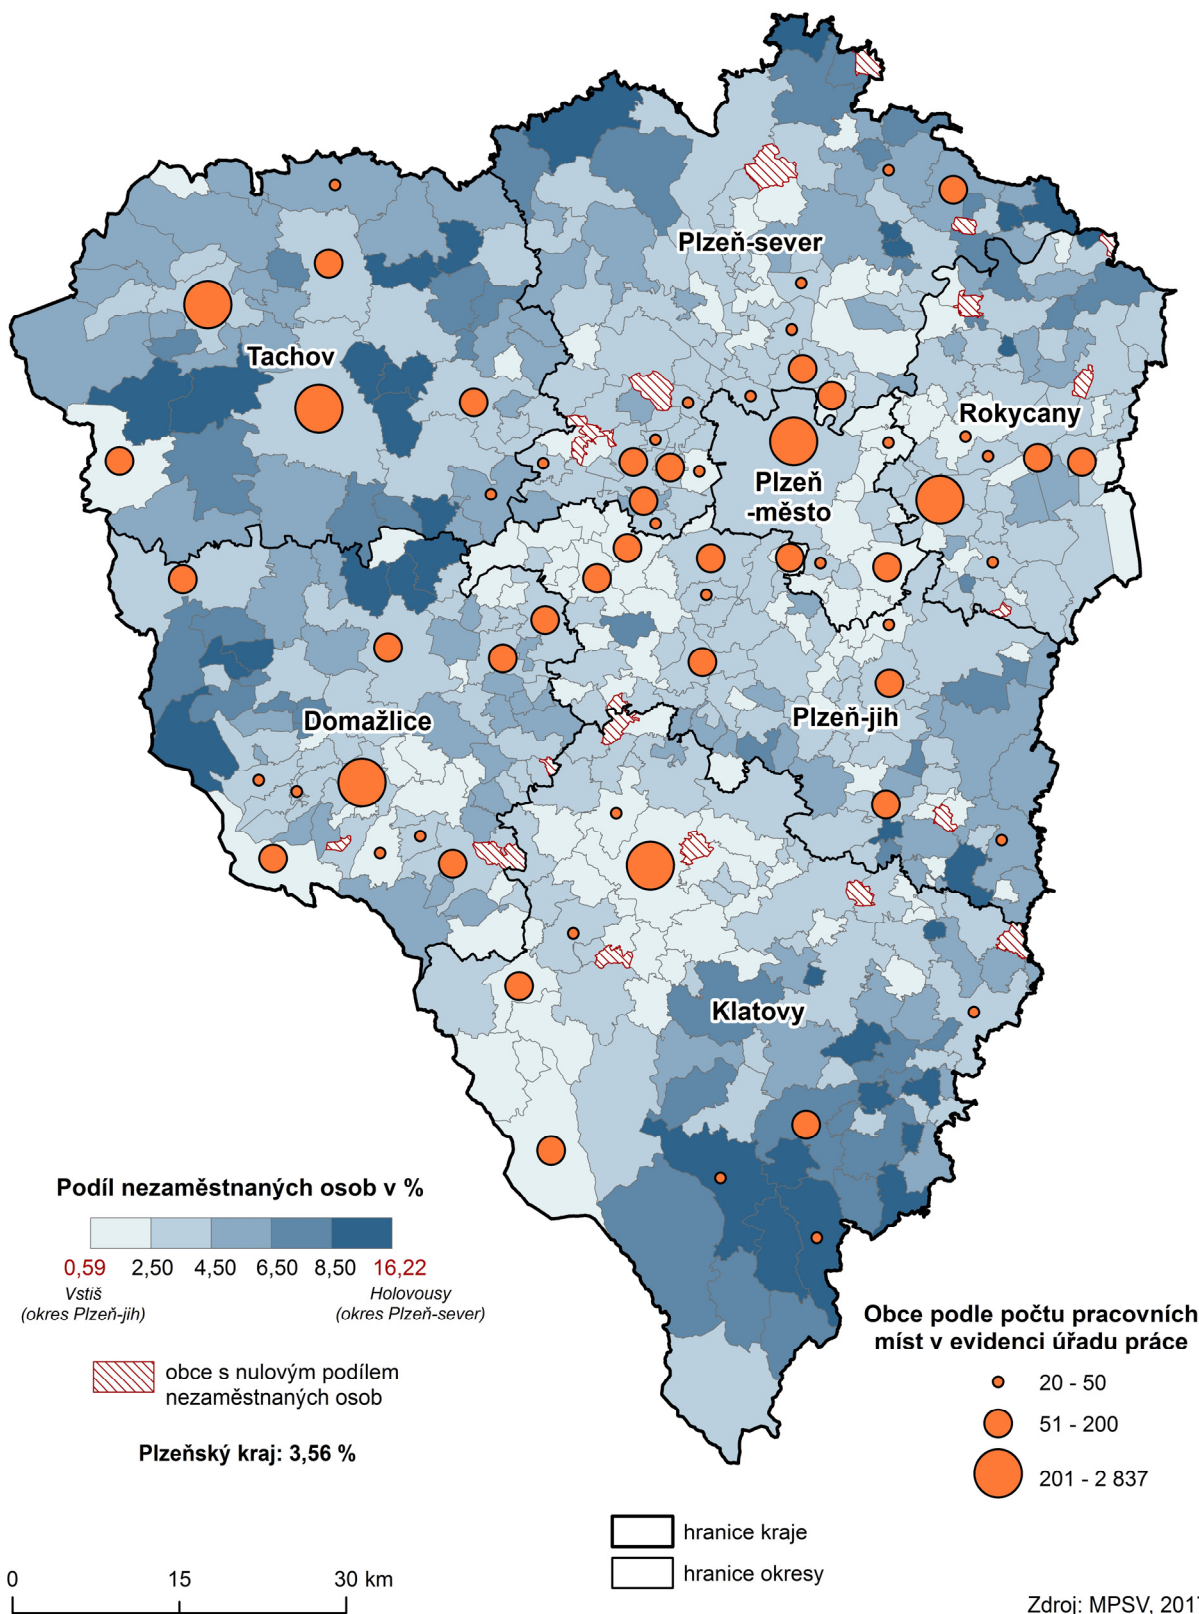 Plzeň-sever
Tachov
Rokycany
Plzeň
-město
Domažlice
Plzeň-jih
Klatovy
Podíl nezaměstnaných osob v %
0,59 2,50 4,50 6,50 8,50 16,22
Vstiš Holovousy
(okres Plzeň-jih) (okres Plzeň-sever)
obce s nulovým podílem
nezaměstnaných osob
Plzeňský kraj: 3,56 %
Obce podle počtu pracovních
míst v evidenci úřadu práce
20 - 50
51 - 200
201 - 2 837
hranice kraje
hranice okresy
0 15 30 km
Zdroj: MPSV, 201